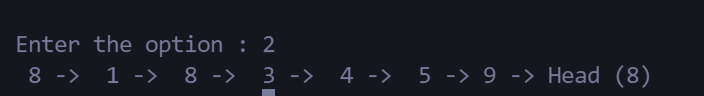 Enter the option : 2
8 -> 1 -> 8 -> 3 -> 4 -> 5 -> 9 -> Head (8)